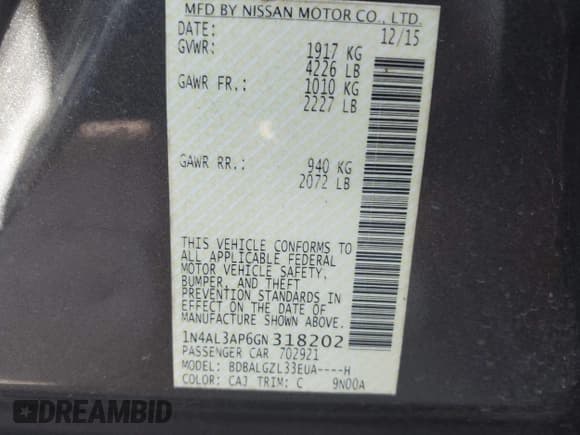 MFD BY NISSAN MOTOR CO., LTD.
DATE: 12/15
GVWR: 1917 KG
4226 LB
GAWR FR.: 1010 KG
2227 LB
GAWR RR.: 940 KG
2072 LB
THIS VEHICLE CONFORMS TO
ALL APPLICABLE FEDERAL
MOTOR VEHICLE SAFETY,
BUMPER, AND THEFT
PREVENTION STANDARDS IN
EFFECT ON THE DATE OF
MANUFACTURE SHOWN ABOVE.
1N4AL3AP6GN318202
PASSENGER CAR 702921
MODEL: BDBALGZL33EUA----H
COLOR: CAJ TRIM: C 9N00A
DREAMBID